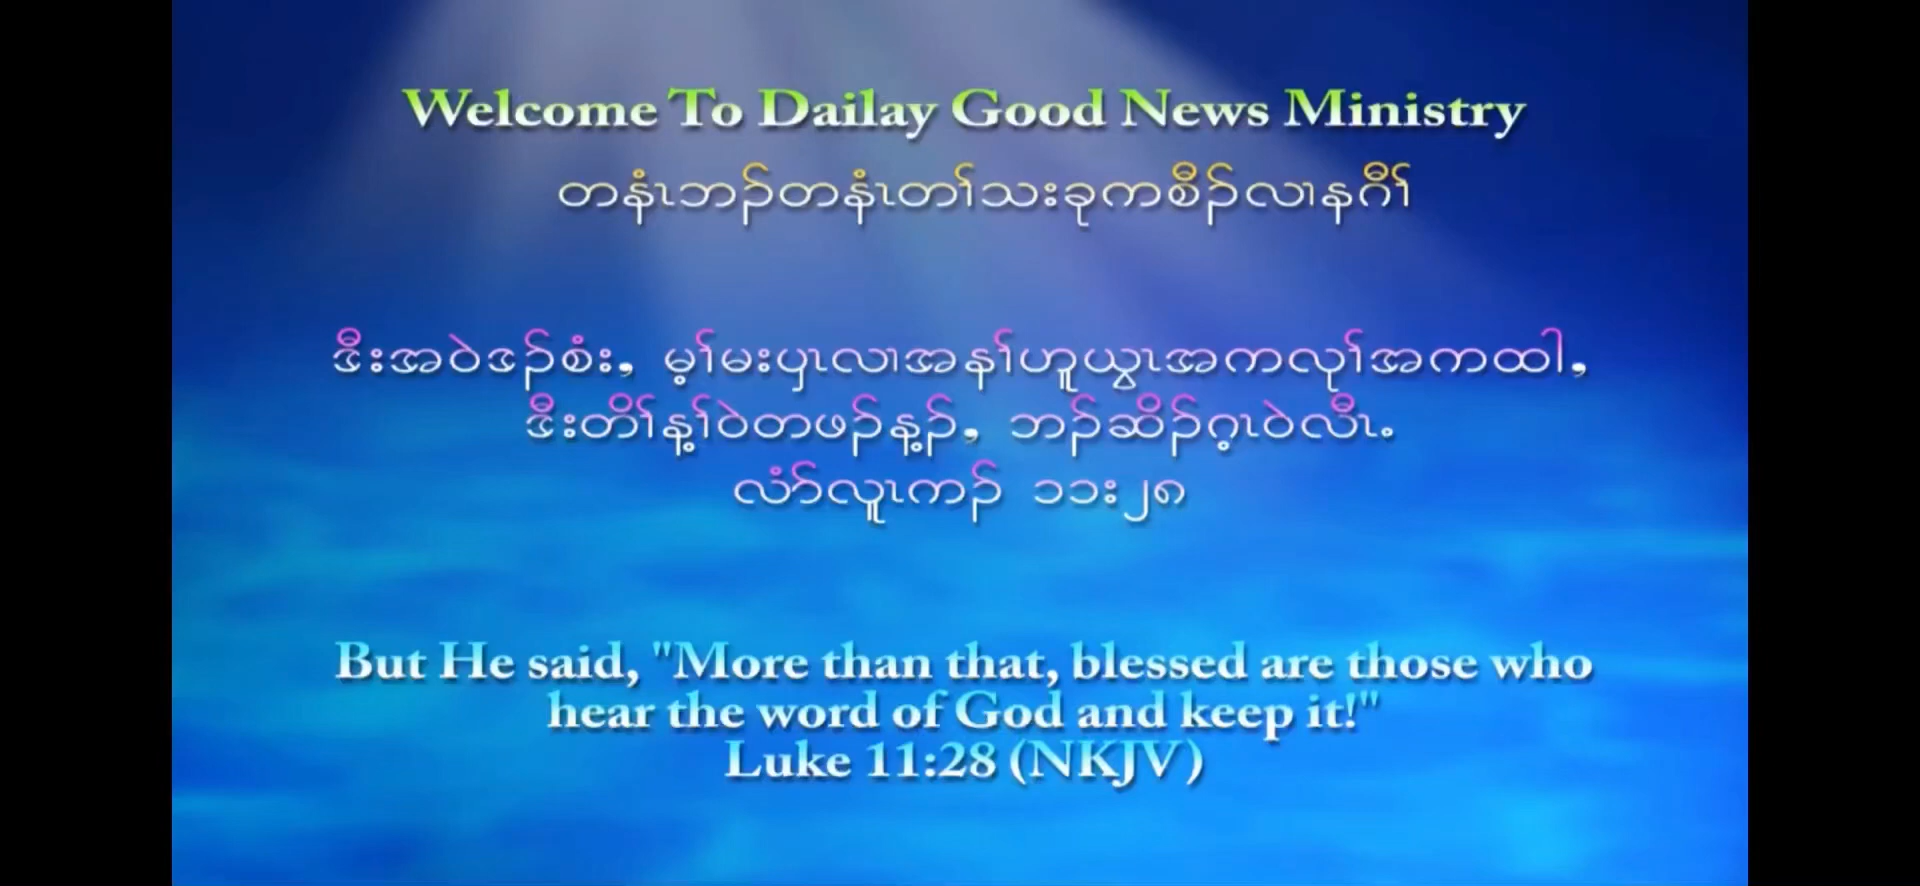 Welcome To Dailay Good News Ministry
တနံၤဘၣ်တနံၤတၢ်သးခုကစီၣ်လၢနဂီၢ်
ဒီးအဝဲဒၣ်စံး, မ့ၢ်မးပှၤလၢအနၢ်ဟူယွၤအကလုၢ်အကထါ,
ဒီးတိၢ်န့ၢ်ဝဲတဖၣ်န့ၣ်, ဘၣ်ဆိၣ်ဂ့ၤဝဲလီၤ.
လံာ်လူၤကၣ် ၁၁း၂၈
But He said, "More than that, blessed are those who
hear the word of God and keep it!"
Luke 11:28 (NKJV)